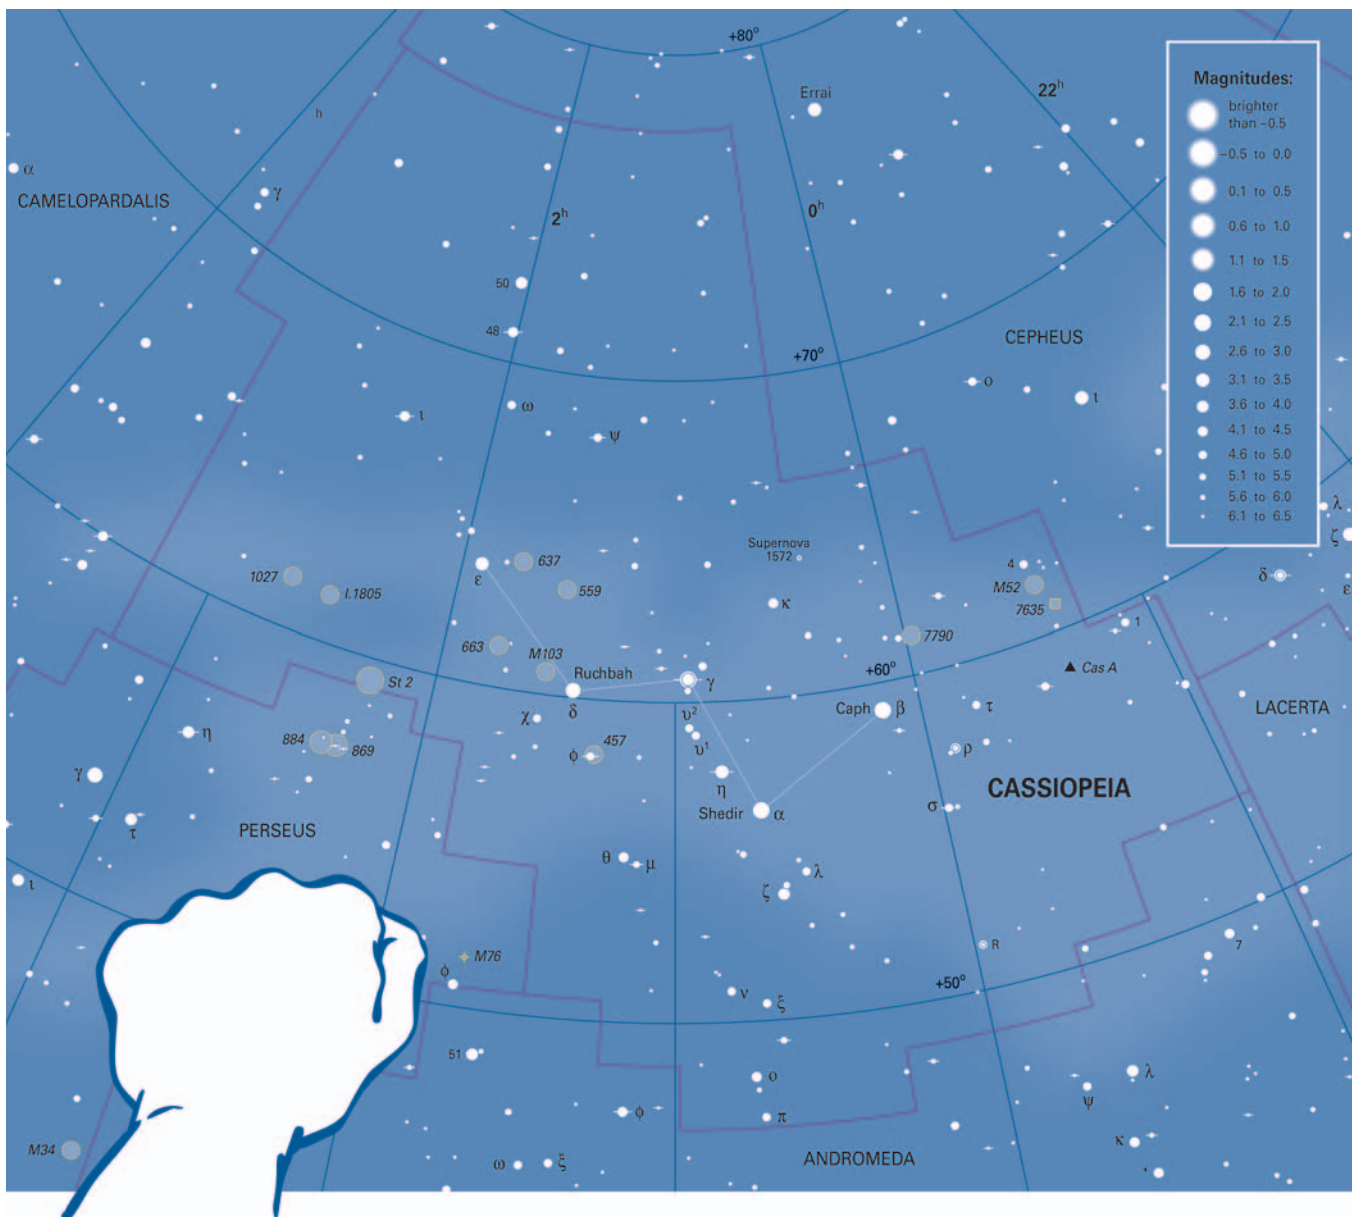 +80°
Errai
22ʰ
Magnitudes:
brighter
than −0.5
−0.5 to 0.0
0.1 to 0.5
0.6 to 1.0
1.1 to 1.5
1.6 to 2.0
2.1 to 2.5
2.6 to 3.0
3.1 to 3.5
3.6 to 4.0
4.1 to 4.5
4.6 to 5.0
5.1 to 5.5
5.6 to 6.0
6.1 to 6.5
h
α
CAMELOPARDALIS
γ
2ʰ
0ʰ
50
48
+70°
CEPHEUS
ο
ι
ι
ω
ψ
λ
ζ
Supernova
1572
δ
ε
1027
I.1805
ε
637
559
κ
4
M52
7635
1
663
M103
Ruchbah
7790
+60°
Cas A
St 2
δ
γ
Caph
β
τ
LACERTA
χ
υ²
υ¹
η
884
869
φ
457
ρ
γ
η
CASSIOPEIA
Shedir
α
σ
τ
PERSEUS
θ
μ
λ
ζ
ι
R
7
M76
φ
+50°
ν
ξ
51
ο
λ
ψ
φ
π
κ
M34
ω
ξ
ANDROMEDA